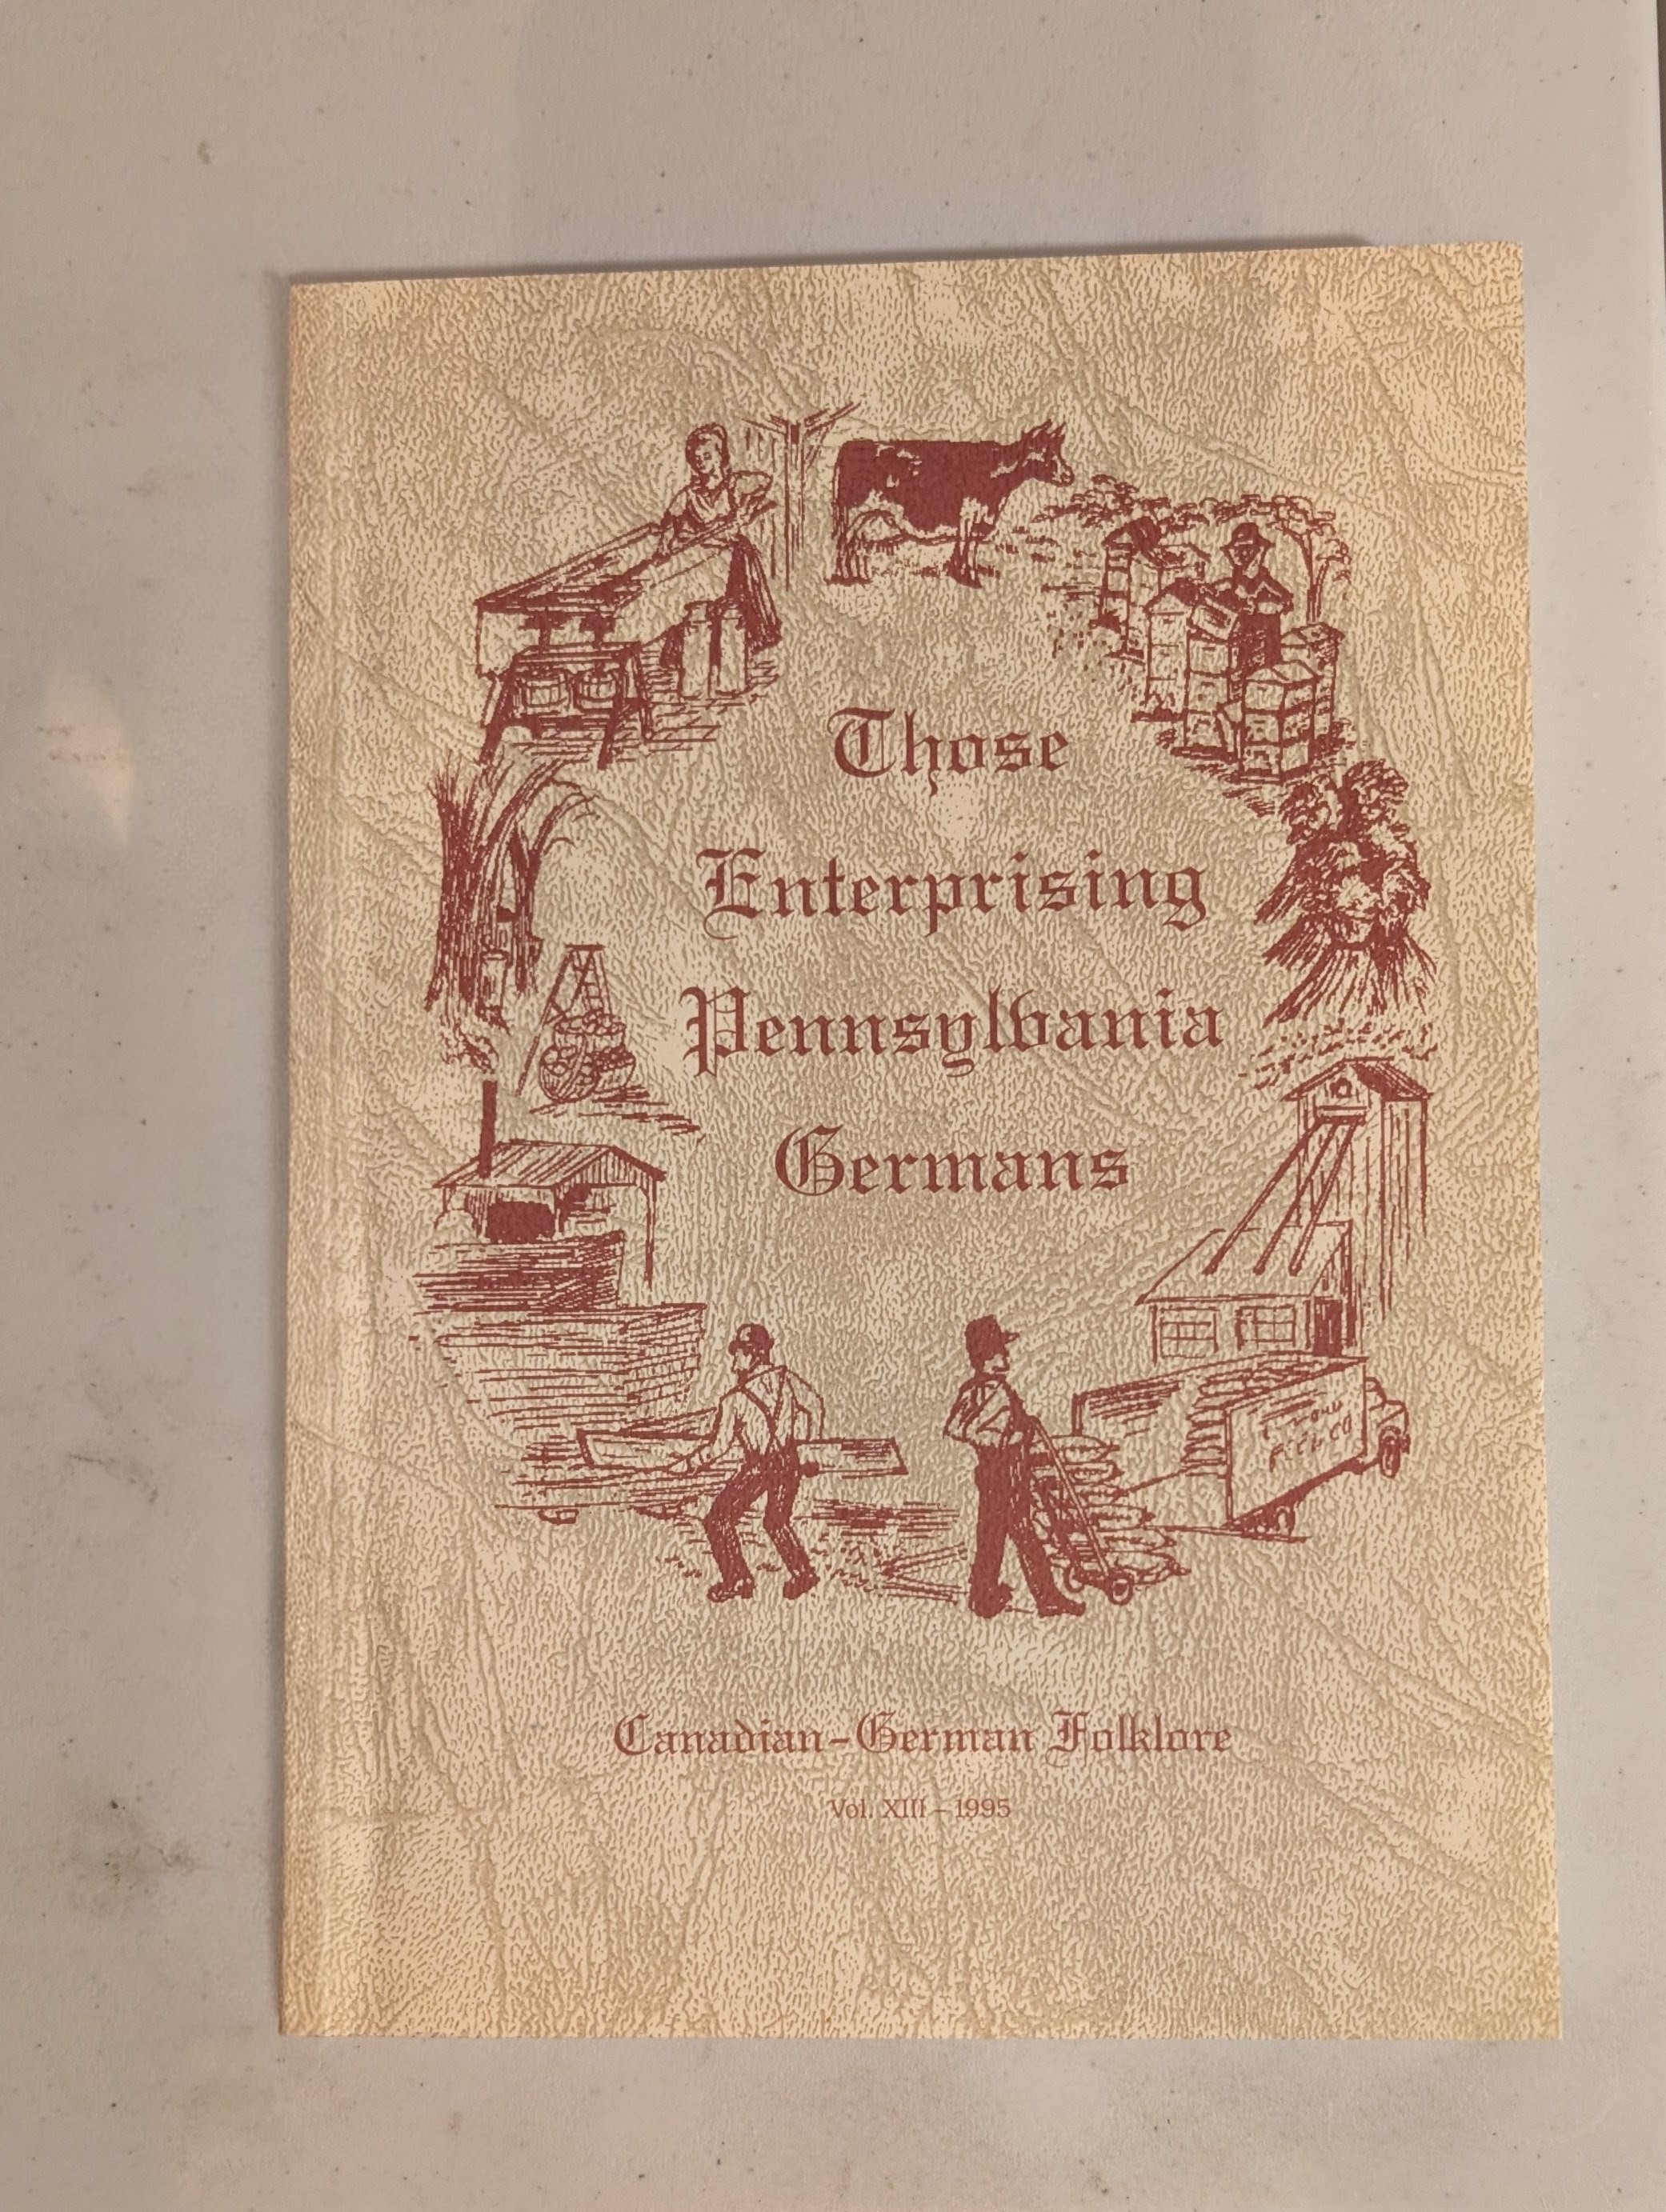 Those
Enterprising
Pennsylvania
Germans
Canadian-German Folklore
Vol. XIII - 1995